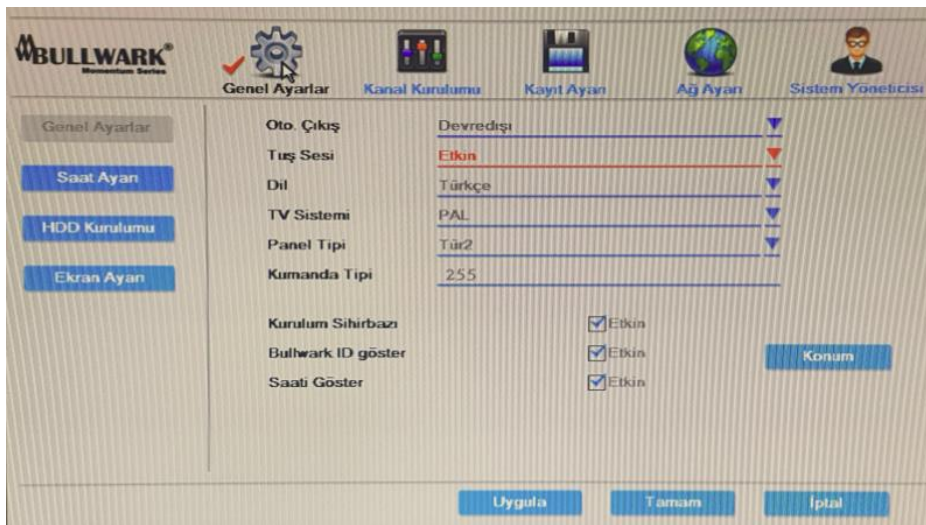 BULLWARK®
Momentum Series
Genel Ayarlar
Kanal Kurulumu
Kayıt Ayarı
Ağ Ayarı
Sistem Yöneticisi
Genel Ayarlar
Saat Ayarı
HDD Kurulumu
Ekran Ayarı
Oto. Çıkış Devredışı
Tuş Sesi Etkin
Dil Türkçe
TV Sistemi PAL
Panel Tipi Tür2
Kumanda Tipi 255
Kurulum Sihirbazı Etkin
Bullwark ID göster Etkin
Konum
Saati Göster Etkin
Uygula Tamam İptal